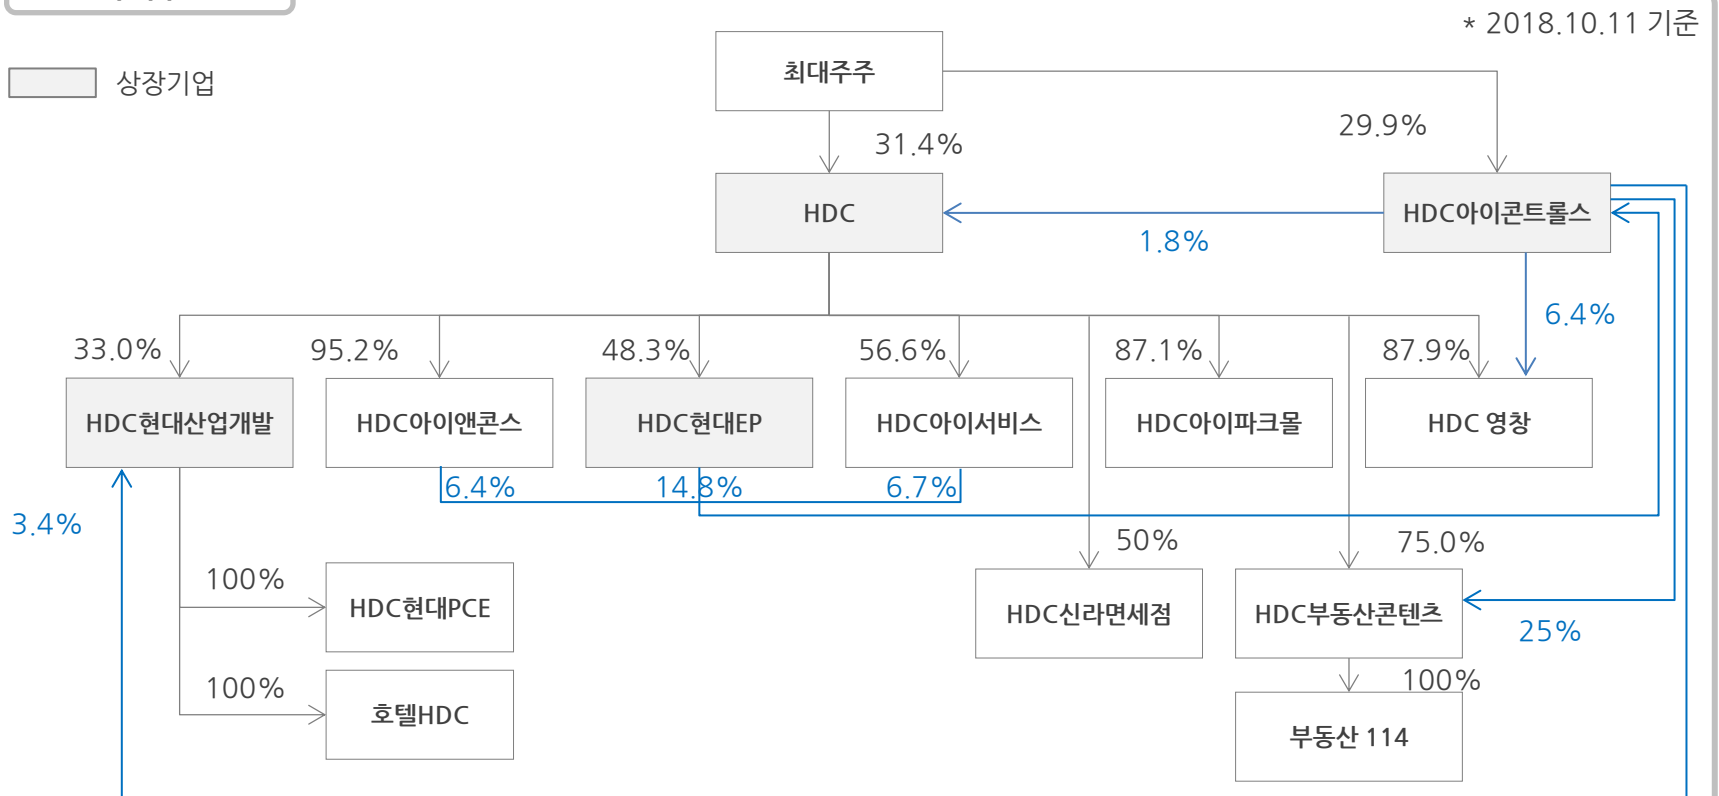 * 2018.10.11 기준
상장기업
최대주주
31.4%
29.9%
HDC
HDC아이콘트롤스
1.8%
6.4%
33.0%
95.2%
48.3%
56.6%
87.1%
87.9%
HDC현대산업개발
HDC아이앤콘스
HDC현대EP
HDC아이서비스
HDC아이파크몰
HDC 영창
6.4%
14.8%
6.7%
3.4%
50%
75.0%
100%
HDC현대PCE
HDC신라면세점
HDC부동산콘텐츠
25%
100%
호텔HDC
100%
부동산 114